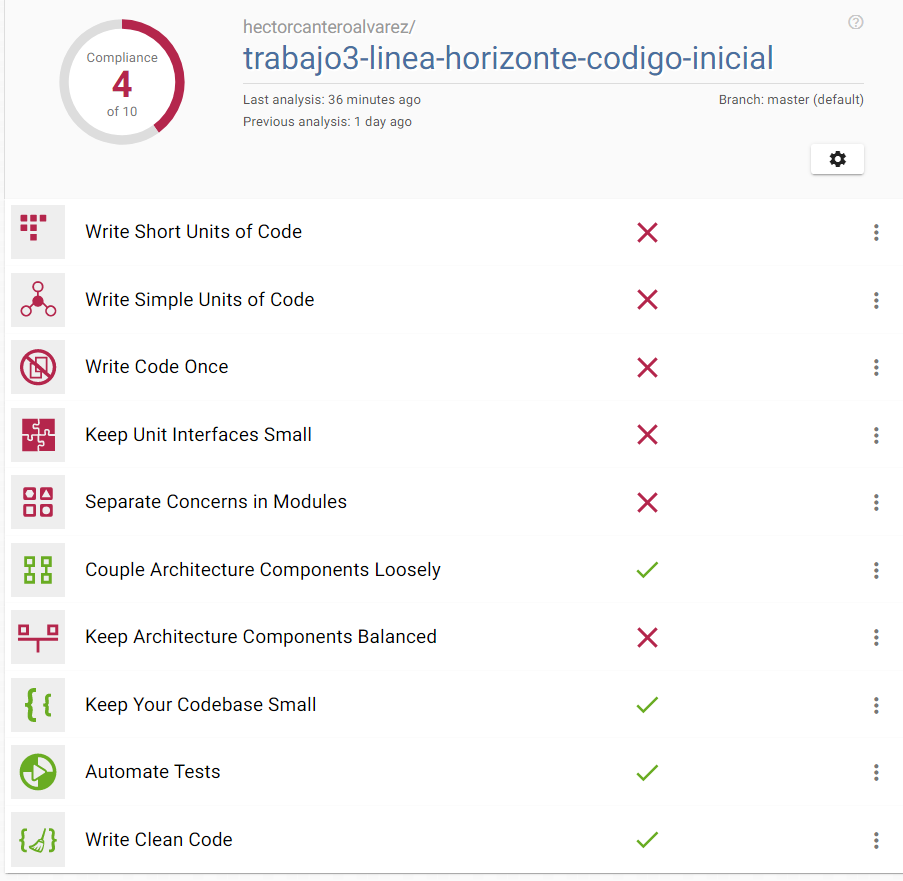 Compliance
4
of 10
hectorcanteroalvarez/
trabajo3-linea-horizonte-codigo-inicial
Last analysis: 36 minutes ago
Branch: master (default)
Previous analysis: 1 day ago
Write Short Units of Code
Write Simple Units of Code
Write Code Once
Keep Unit Interfaces Small
Separate Concerns in Modules
Couple Architecture Components Loosely
Keep Architecture Components Balanced
Keep Your Codebase Small
Automate Tests
Write Clean Code